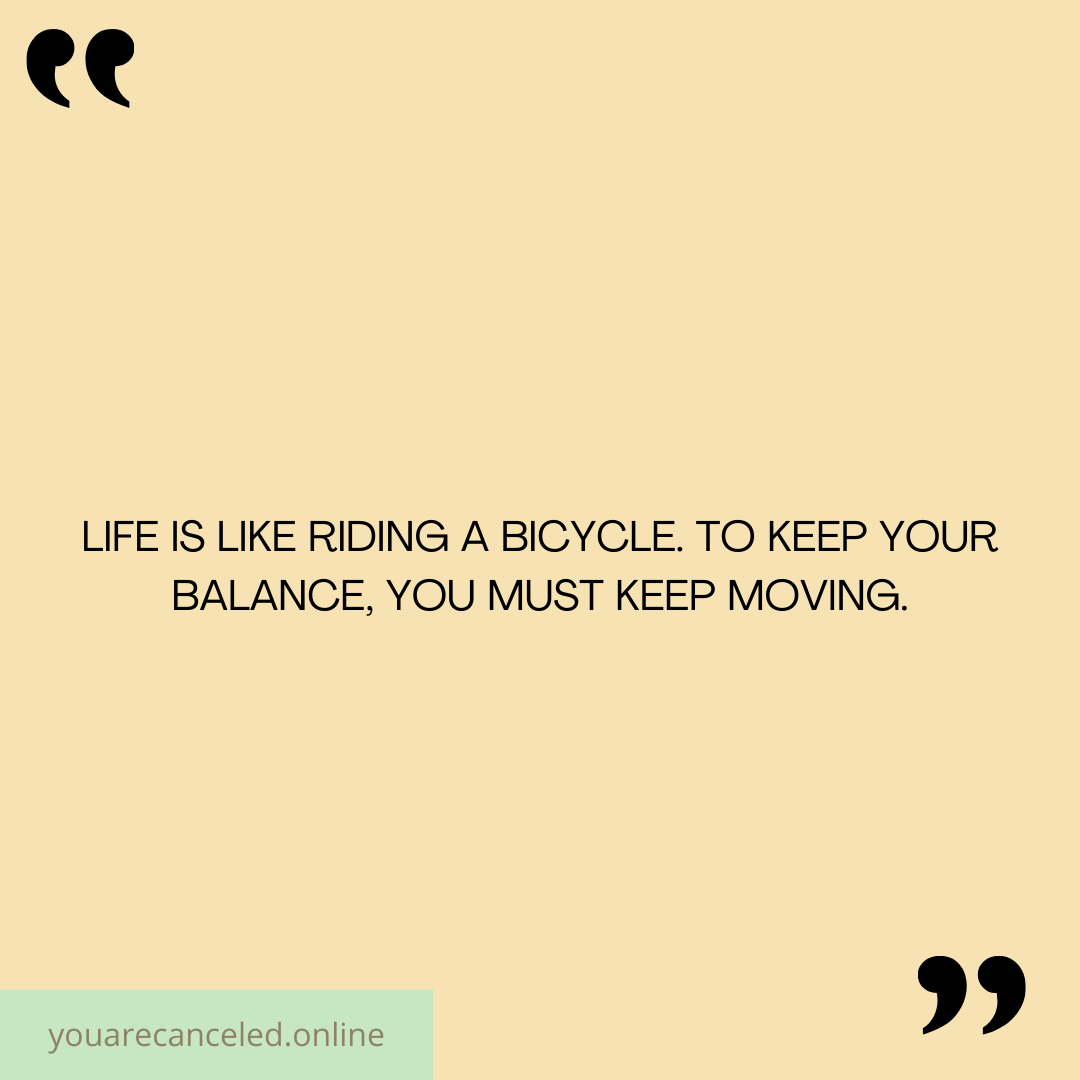 LIFE IS LIKE RIDING A BICYCLE. TO KEEP YOUR
BALANCE, YOU MUST KEEP MOVING.
youarecanceled.online